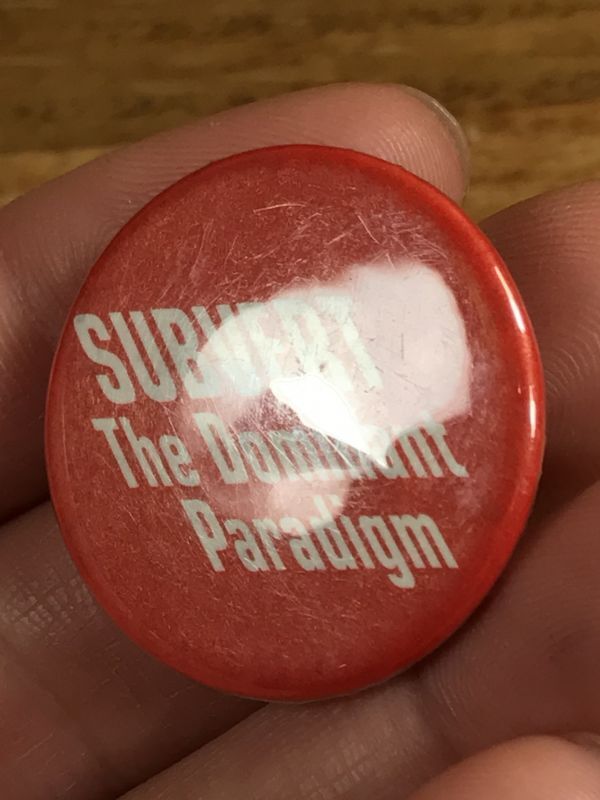 SUBVERT
The Dominant
Paradigm